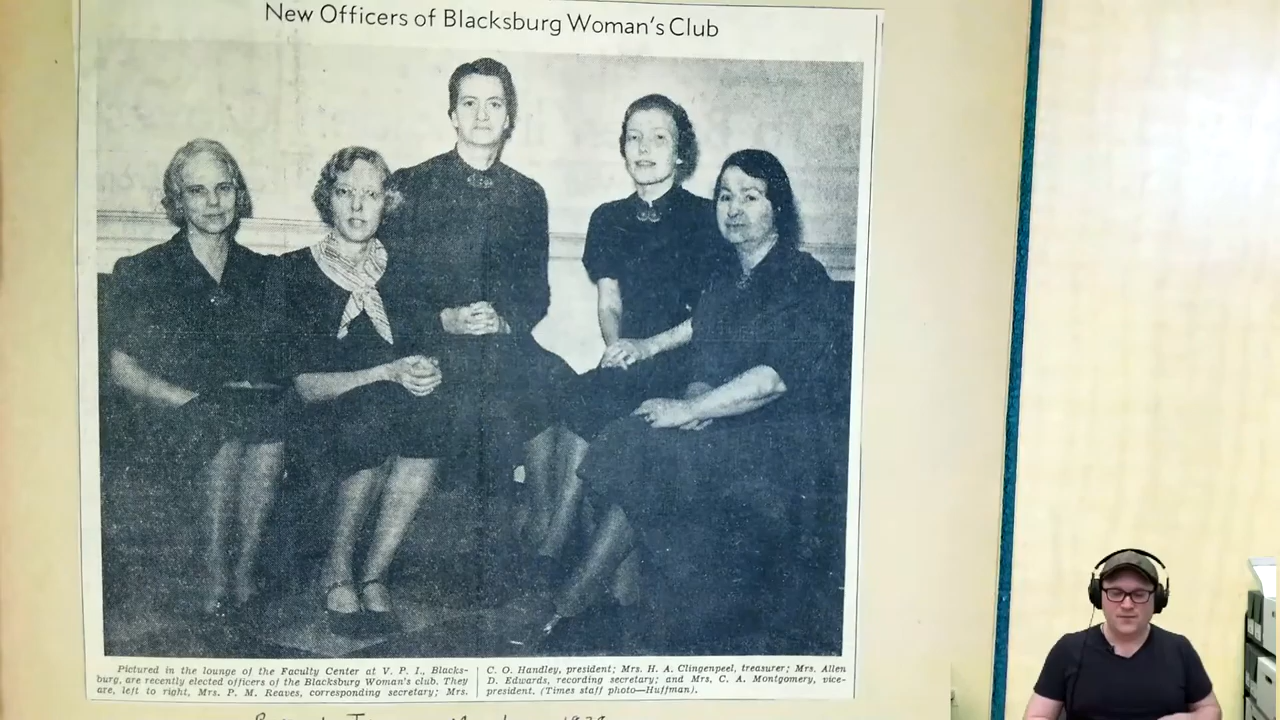 New Officers of Blacksburg Woman's Club
Pictured in the lounge of the Faculty Center at V. P. I., Blacks-
burg, are recently elected officers of the Blacksburg Woman's club. They
are, left to right, Mrs. P. M. Reaves, corresponding secretary; Mrs.
C. O. Handley, president; Mrs. H. A. Clingenpeel, treasurer; Mrs. Allen
D. Edwards, recording secretary; and Mrs. C. A. Montgomery, vice-
president. (Times staff photo—Huffman).